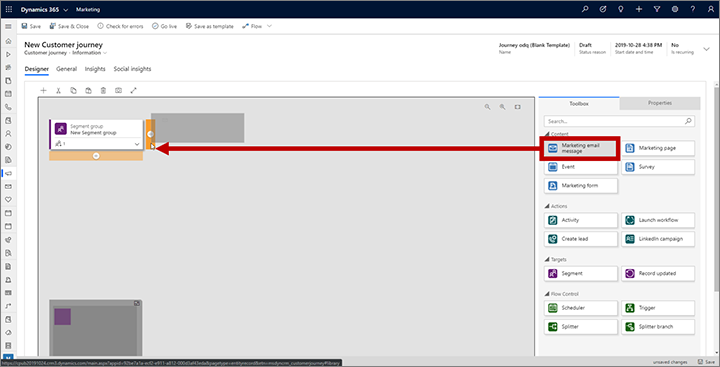 Dynamics 365 Marketing
Save Save & Close Check for errors Go live Save as template Flow
New Customer journey
Customer journey · Information
Journey odq (Blank Template) Draft 2019-10-28 4:38 PM No
Name Status reason Start date and time Is recurring
Designer General Insights Social insights
Toolbox Properties
Segment group
New Segment group
1
Search...
Content
Marketing email message Marketing page
Event Survey
Marketing form
Actions
Activity Launch workflow
Create lead LinkedIn campaign
Targets
Segment Record updated
Flow Control
Scheduler Trigger
Splitter Splitter branch
unsaved changes Save